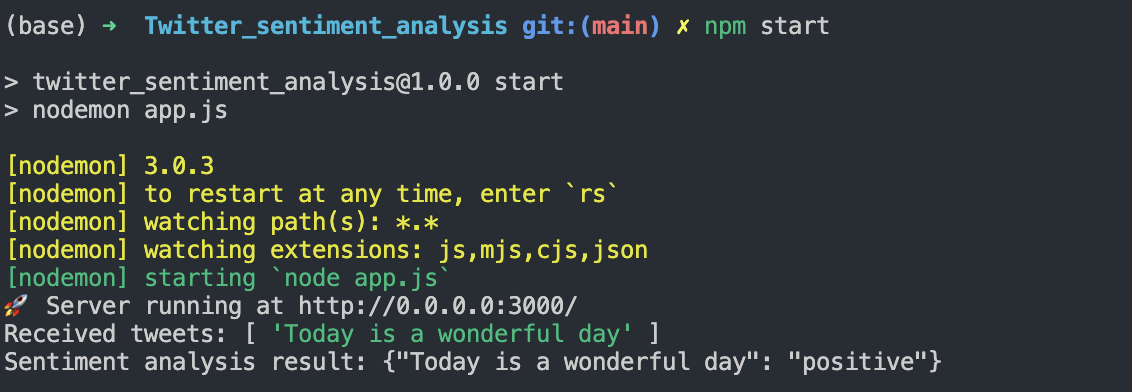 (base) ➜ Twitter_sentiment_analysis git:(main) ✗ npm start
> twitter_sentiment_analysis@1.0.0 start
> nodemon app.js
[nodemon] 3.0.3
[nodemon] to restart at any time, enter `rs`
[nodemon] watching path(s): *.*
[nodemon] watching extensions: js,mjs,cjs,json
[nodemon] starting `node app.js`
🚀 Server running at http://0.0.0.0:3000/
Received tweets: [ 'Today is a wonderful day' ]
Sentiment analysis result: {"Today is a wonderful day": "positive"}